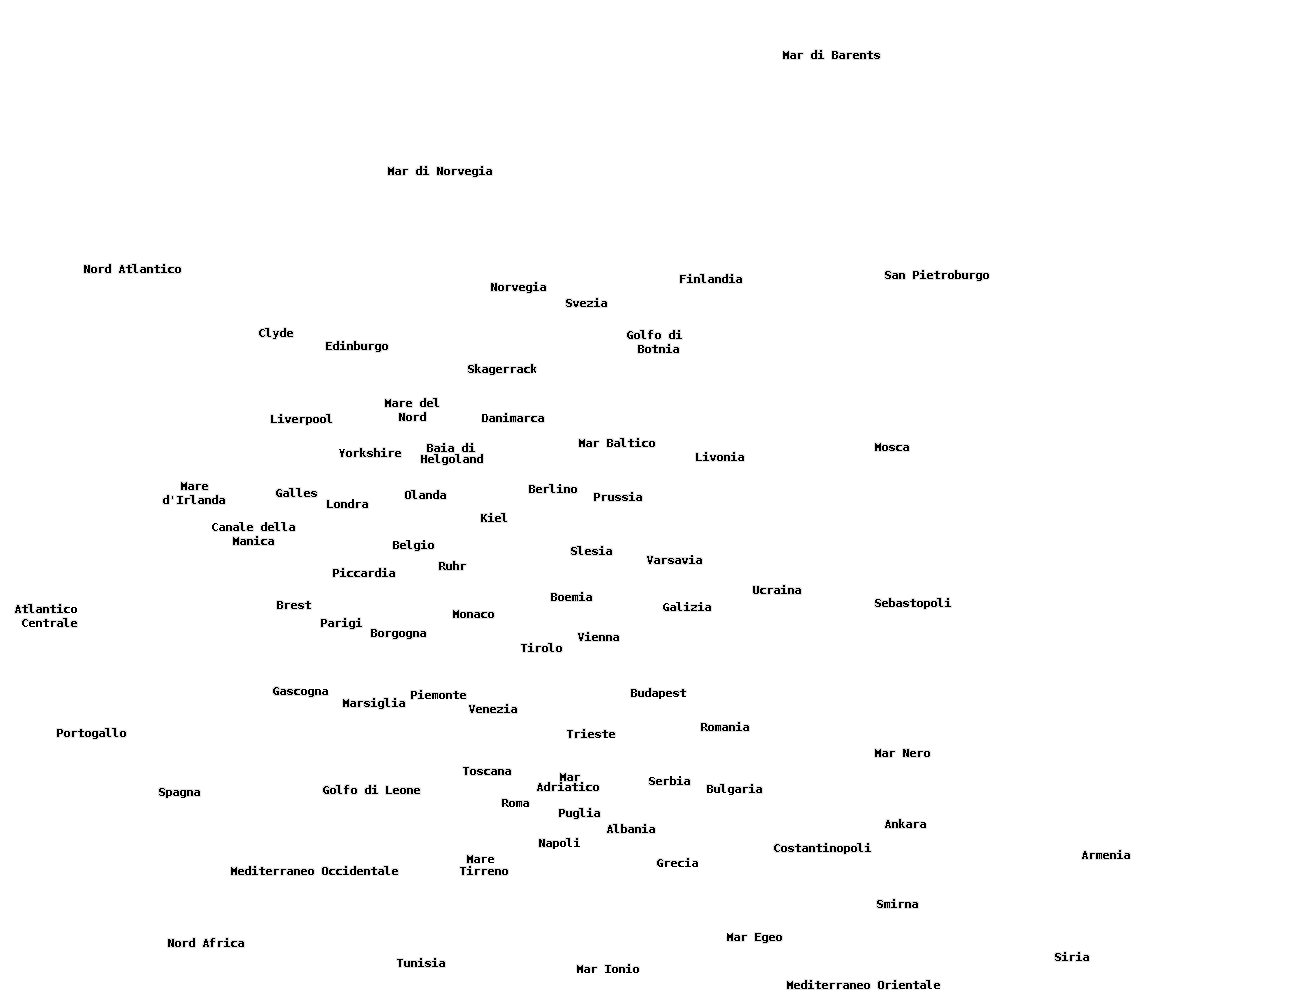 Mar di Barents
Mar di Norvegia
Nord Atlantico
San Pietroburgo
Finlandia
Norvegia
Svezia
Clyde
Golfo di
Botnia
Edinburgo
Skagerrack
Mare del
Nord
Liverpool
Danimarca
Mar Baltico
Mosca
Yorkshire
Baia di
Helgoland
Livonia
Mare
d'Irlanda
Galles
Londra
Olanda
Berlino
Prussia
Kiel
Canale della
Manica
Belgio
Slesia
Varsavia
Piccardia
Ruhr
Ucraina
Boemia
Galizia
Sebastopoli
Atlantico
Centrale
Brest
Parigi
Borgogna
Monaco
Vienna
Tirolo
Gascogna
Marsiglia
Piemonte
Venezia
Budapest
Portogallo
Trieste
Romania
Mar Nero
Toscana
Mar
Adriatico
Serbia
Bulgaria
Spagna
Golfo di Leone
Roma
Puglia
Albania
Ankara
Napoli
Costantinopoli
Armenia
Mediterraneo Occidentale
Mare
Tirreno
Grecia
Smirna
Nord Africa
Mar Egeo
Tunisia
Mar Ionio
Siria
Mediterraneo Orientale